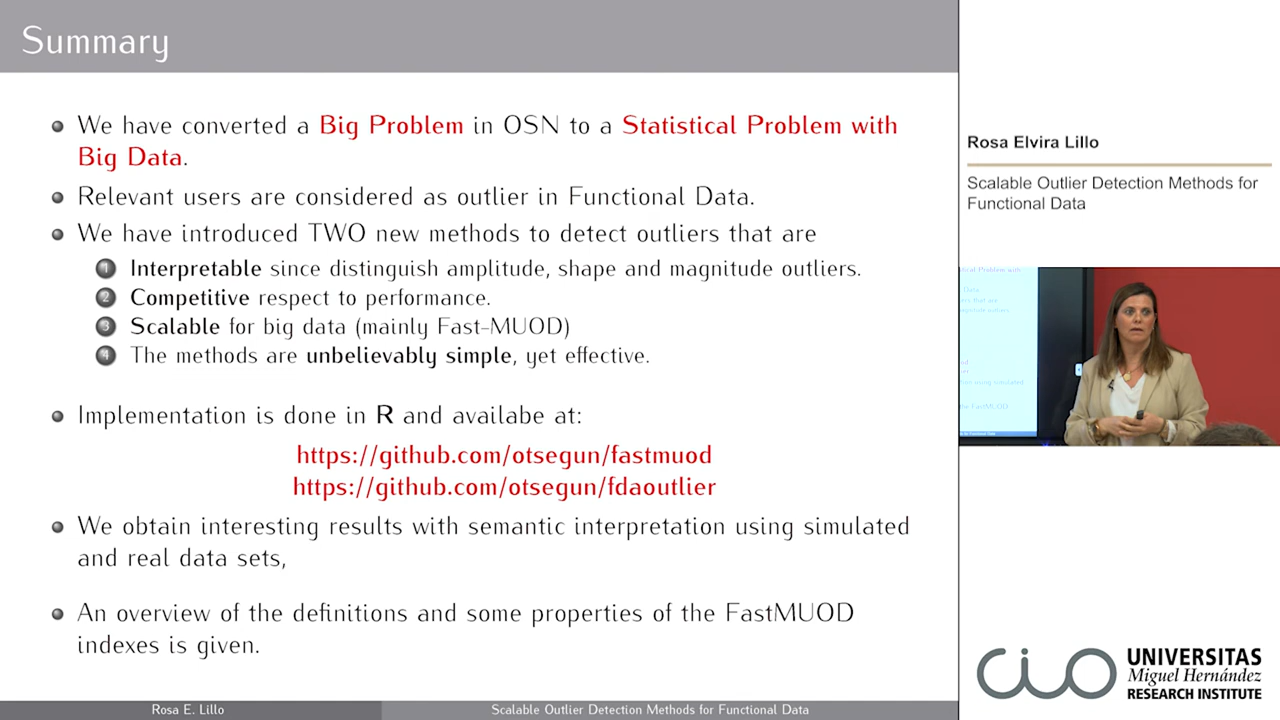 Summary
We have converted a Big Problem in OSN to a Statistical Problem with
Big Data.
Relevant users are considered as outlier in Functional Data.
We have introduced TWO new methods to detect outliers that are
1 Interpretable since distinguish amplitude, shape and magnitude outliers.
2 Competitive respect to performance.
3 Scalable for big data (mainly Fast-MUOD)
4 The methods are unbelievably simple, yet effective.
Implementation is done in R and availabe at:
https://github.com/otsegun/fastmuod
https://github.com/otsegun/fdaoutlier
We obtain interesting results with semantic interpretation using simulated
and real data sets,
An overview of the definitions and some properties of the FastMUOD
indexes is given.
Rosa E. Lillo
Scalable Outlier Detection Methods for Functional Data
Rosa Elvira Lillo
Scalable Outlier Detection Methods for
Functional Data
cio
UNIVERSITAS
Miguel Hernández
RESEARCH INSTITUTE